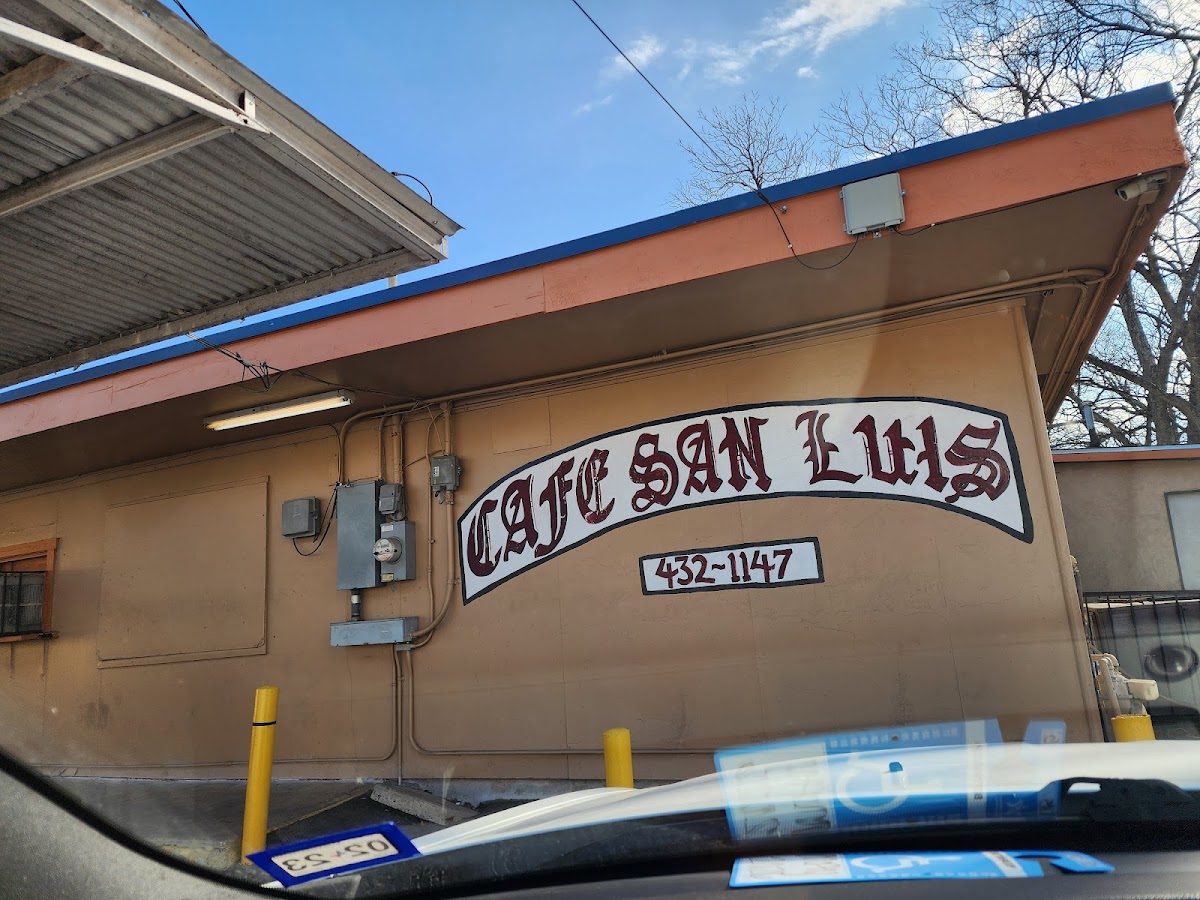 CAFE SAN LUIS
432-1147
02 23